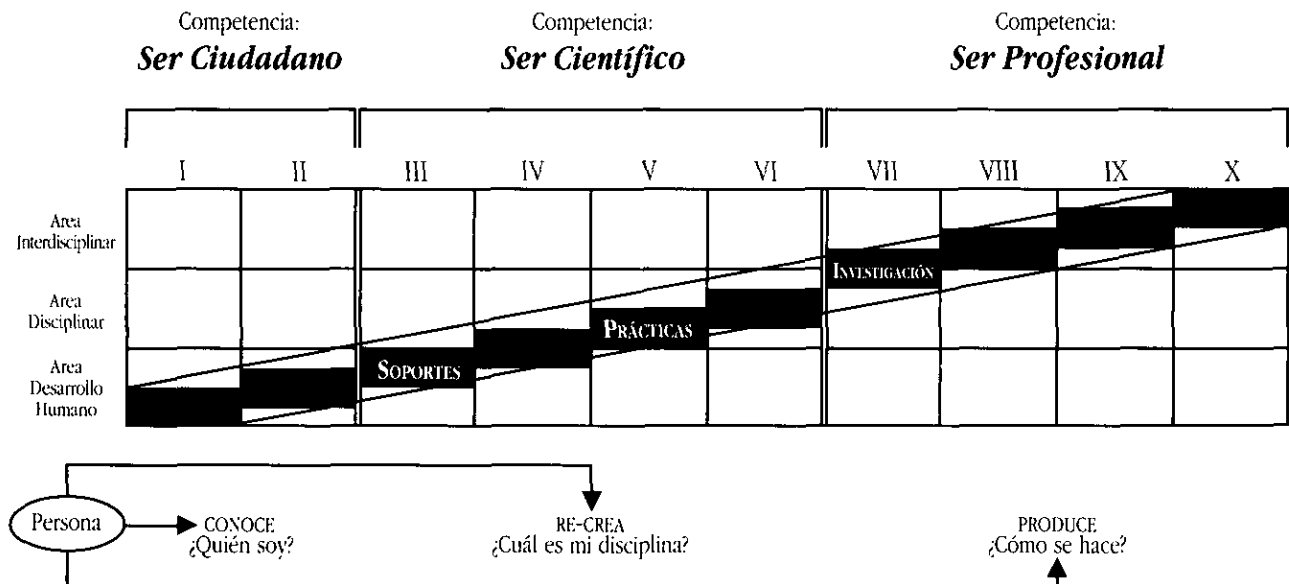 Competencia: Competencia: Competencia:
Ser Ciudadano Ser Científico Ser Profesional
I II III IV V VI VII VIII IX X
Area
Interdisciplinar
INVESTIGACIÓN
Area
Disciplinar
PRÁCTICAS
Area
Desarrollo
Humano
SOPORTES
Persona
CONOCE RE-CREA PRODUCE
¿Quién soy? ¿Cuál es mi disciplina? ¿Cómo se hace?